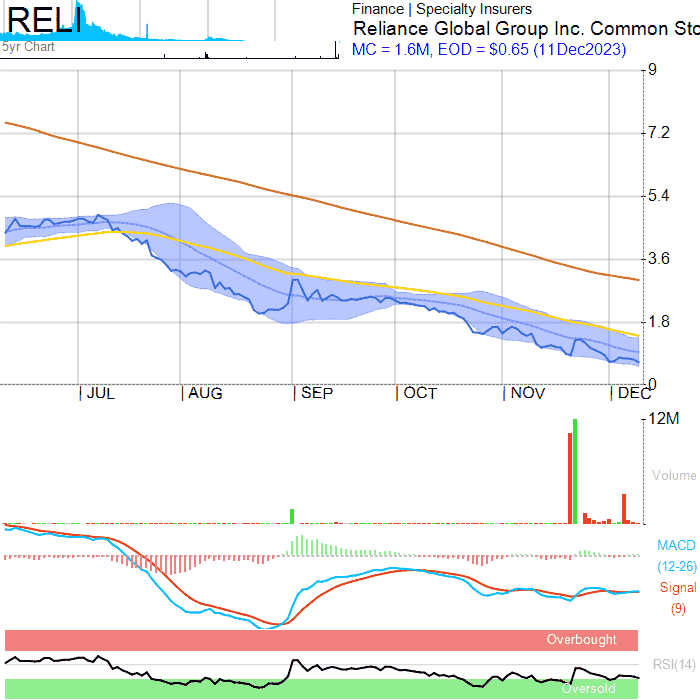 RELI
5yr Chart
Finance | Specialty Insurers
Reliance Global Group Inc. Common Sto
MC = 1.6M, EOD = $0.65 (11Dec2023)
9
7.2
5.4
3.6
1.8
0
| JUL | AUG | SEP | OCT | NOV | DEC
12M
Volume
MACD
(12-26)
Signal
(9)
Overbought
RSI(14)
Oversold